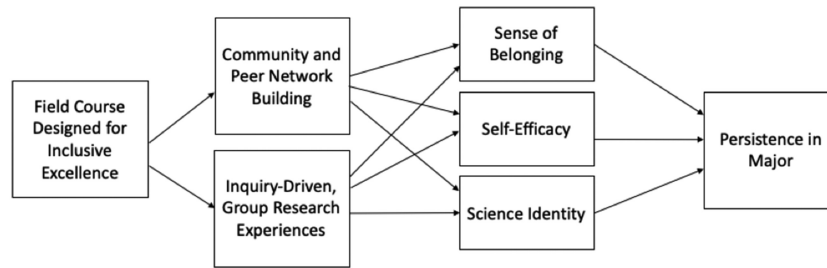 Field Course
Designed for
Inclusive
Excellence
Community and
Peer Network
Building
Inquiry-Driven,
Group Research
Experiences
Sense of
Belonging
Self-Efficacy
Science Identity
Persistence in
Major